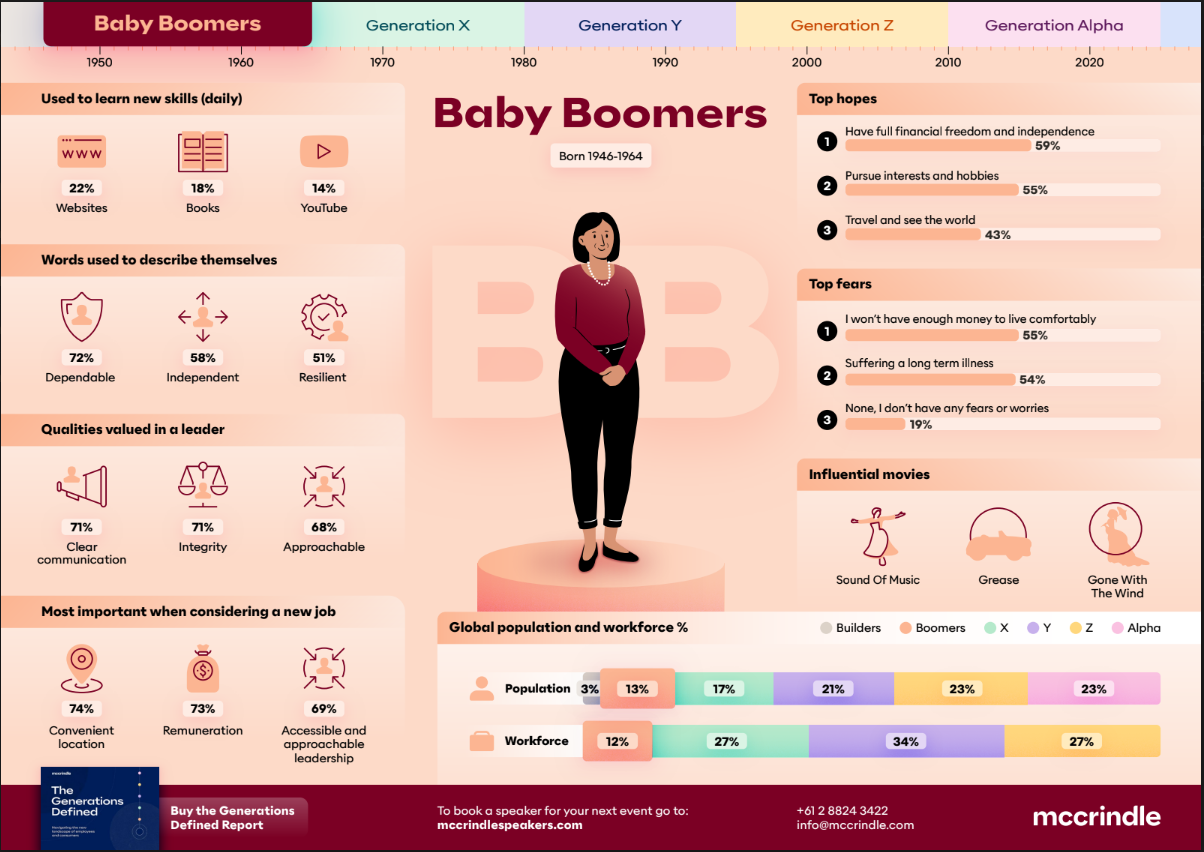 Baby Boomers
Generation X
Generation Y
Generation Z
Generation Alpha
1950
1960
1970
1980
1990
2000
2010
2020
Used to learn new skills (daily)
WWW
22%
18%
14%
Websites
Books
YouTube
Words used to describe themselves
72%
58%
51%
Dependable
Independent
Resilient
Qualities valued in a leader
71%
71%
68%
Clear
communication
Integrity
Approachable
Most important when considering a new job
$
74%
73%
69%
Convenient
location
Remuneration
Accessible and
approachable
leadership
Baby Boomers
Born 1946-1964
BB
Top hopes
1
Have full financial freedom and independence
59%
2
Pursue interests and hobbies
55%
3
Travel and see the world
43%
Top fears
1
I won't have enough money to live comfortably
55%
2
Suffering a long term illness
54%
3
None, I don't have any fears or worries
19%
Influential movies
Sound Of Music
Grease
Gone With
The Wind
Global population and workforce %
Builders
Boomers
X
Y
Z
Alpha
Population
3%
13%
17%
21%
23%
23%
Workforce
12%
27%
34%
27%
mccrindle
The
Generations
Defined
Buy the Generations
Defined Report
To book a speaker for your next event go to:
mccrindlespeakers.com
+61 2 8824 3422
info@mccrindle.com
mccrindle